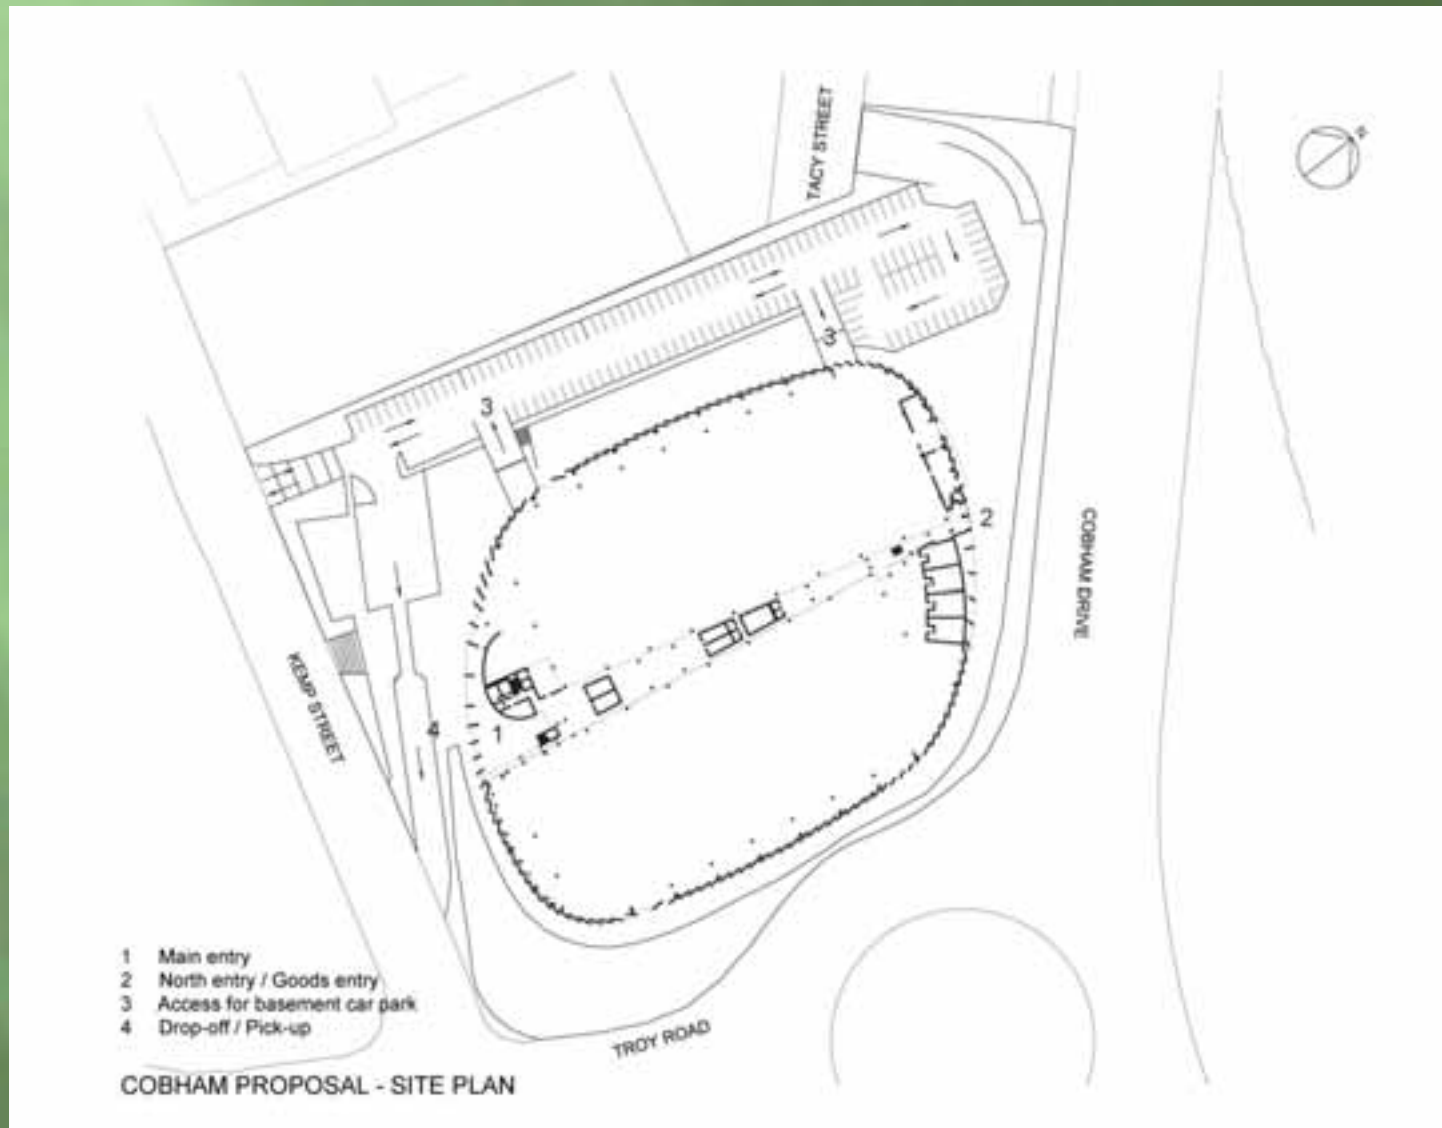 TACY STREET
N
3
3
2
COBHAM DRIVE
KEMP STREET
4
1
1 Main entry
2 North entry / Goods entry
3 Access for basement car park
4 Drop-off / Pick-up
TROY ROAD
COBHAM PROPOSAL - SITE PLAN